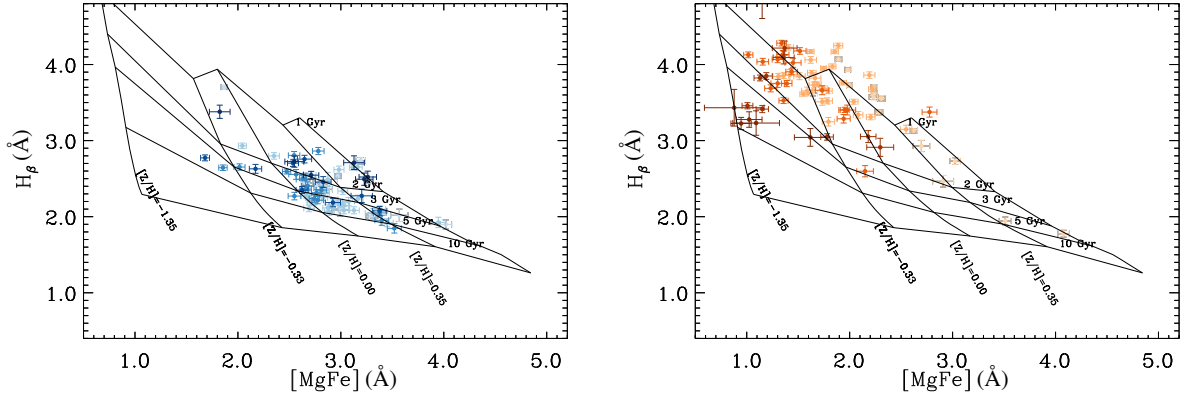 4.0
3.0
2.0
1.0
Hβ (Å)
1 Gyr
2 Gyr
3 Gyr
5 Gyr
10 Gyr
[Z/H]=-1.35
[Z/H]=-0.33
[Z/H]=0.00
[Z/H]=0.35
1.0 2.0 3.0 4.0 5.0
[MgFe] (Å)
4.0
3.0
2.0
1.0
Hβ (Å)
1 Gyr
2 Gyr
3 Gyr
5 Gyr
10 Gyr
[Z/H]=-1.35
[Z/H]=-0.33
[Z/H]=0.00
[Z/H]=0.35
1.0 2.0 3.0 4.0 5.0
[MgFe] (Å)